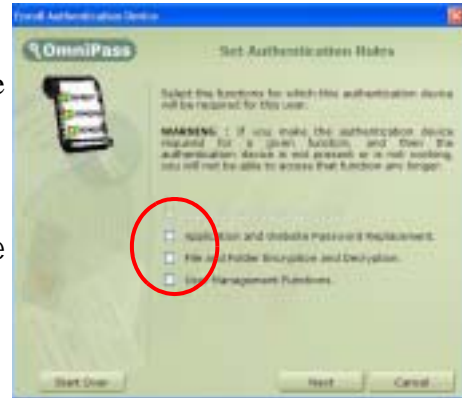 Enroll Authentication Device
OmniPass
Set Authentication Rules
e
Select the functions for which this authentication device
will be required for this user.
WARNING : If you make the authentication device
required for a given function, and then the
authentication device is not present or is not working,
you will not be able to access that function any longer.
Application and Website Password Replacement.
e
File and Folder Encryption and Decryption.
User Management Functions.
Start Over
Next
Cancel